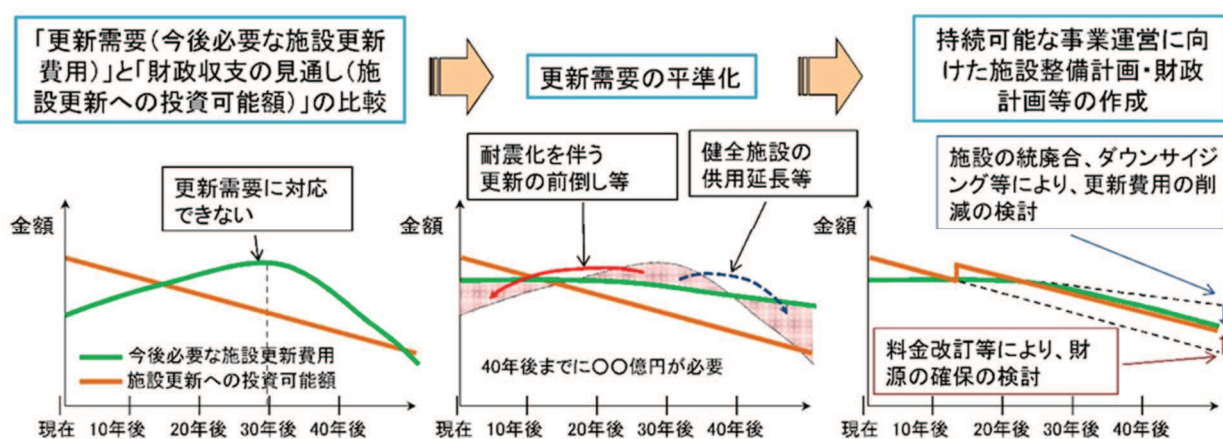 「更新需要(今後必要な施設更新
費用)」と「財政収支の見通し(施
設更新への投資可能額)」の比較
更新需要の平準化
持続可能な事業運営に向
けた施設整備計画・財政
計画等の作成
更新需要に対応
できない
金額
今後必要な施設更新費用
施設更新への投資可能額
現在
10年後
20年後
30年後
40年後
耐震化を伴う
更新の前倒し等
健全施設の
供用延長等
金額
40年後までに〇〇億円が必要
現在
10年後
20年後
30年後
40年後
施設の統廃合、ダウンサイジ
ング等により、更新費用の削
減の検討
金額
料金改訂等により、財
源の確保の検討
現在
10年後
20年後
30年後
40年後